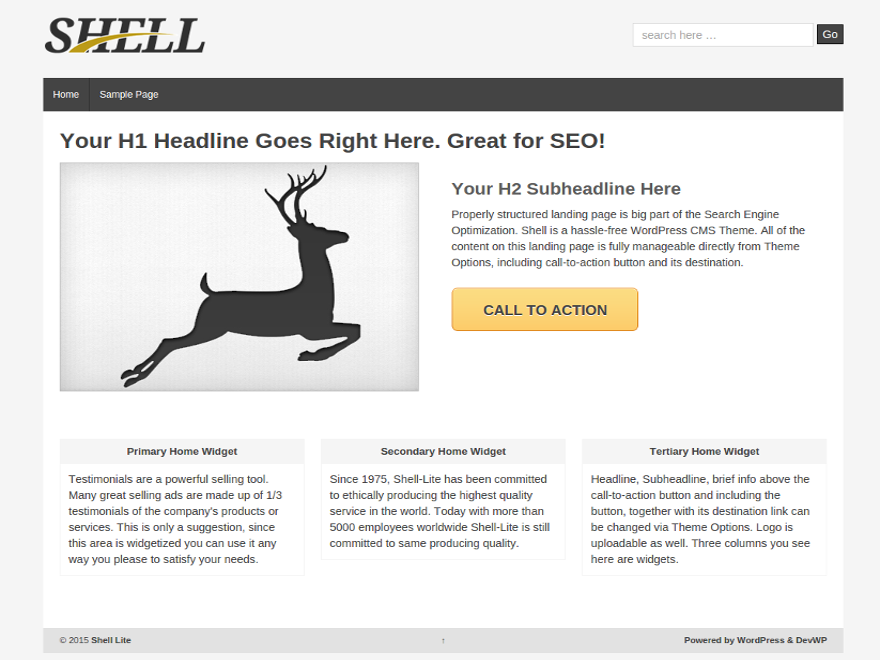 SHELL
search here ...
Go
Home
Sample Page
Your H1 Headline Goes Right Here. Great for SEO!
Your H2 Subheadline Here
Properly structured landing page is big part of the Search Engine
Optimization. Shell is a hassle-free WordPress CMS Theme. All of the
content on this landing page is fully manageable directly from Theme
Options, including call-to-action button and its destination.
CALL TO ACTION
Primary Home Widget
Testimonials are a powerful selling tool.
Many great selling ads are made up of 1/3
testimonials of the company's products or
services. This is only a suggestion, since
this area is widgetized you can use it any
way you please to satisfy your needs.
Secondary Home Widget
Since 1975, Shell-Lite has been committed
to ethically producing the highest quality
service in the world. Today with more than
5000 employees worldwide Shell-Lite is still
committed to same producing quality.
Tertiary Home Widget
Headline, Subheadline, brief info above the
call-to-action button and including the
button, together with its destination link can
be changed via Theme Options. Logo is
uploadable as well. Three columns you see
here are widgets.
© 2015 Shell Lite
↑
Powered by WordPress & DevWP